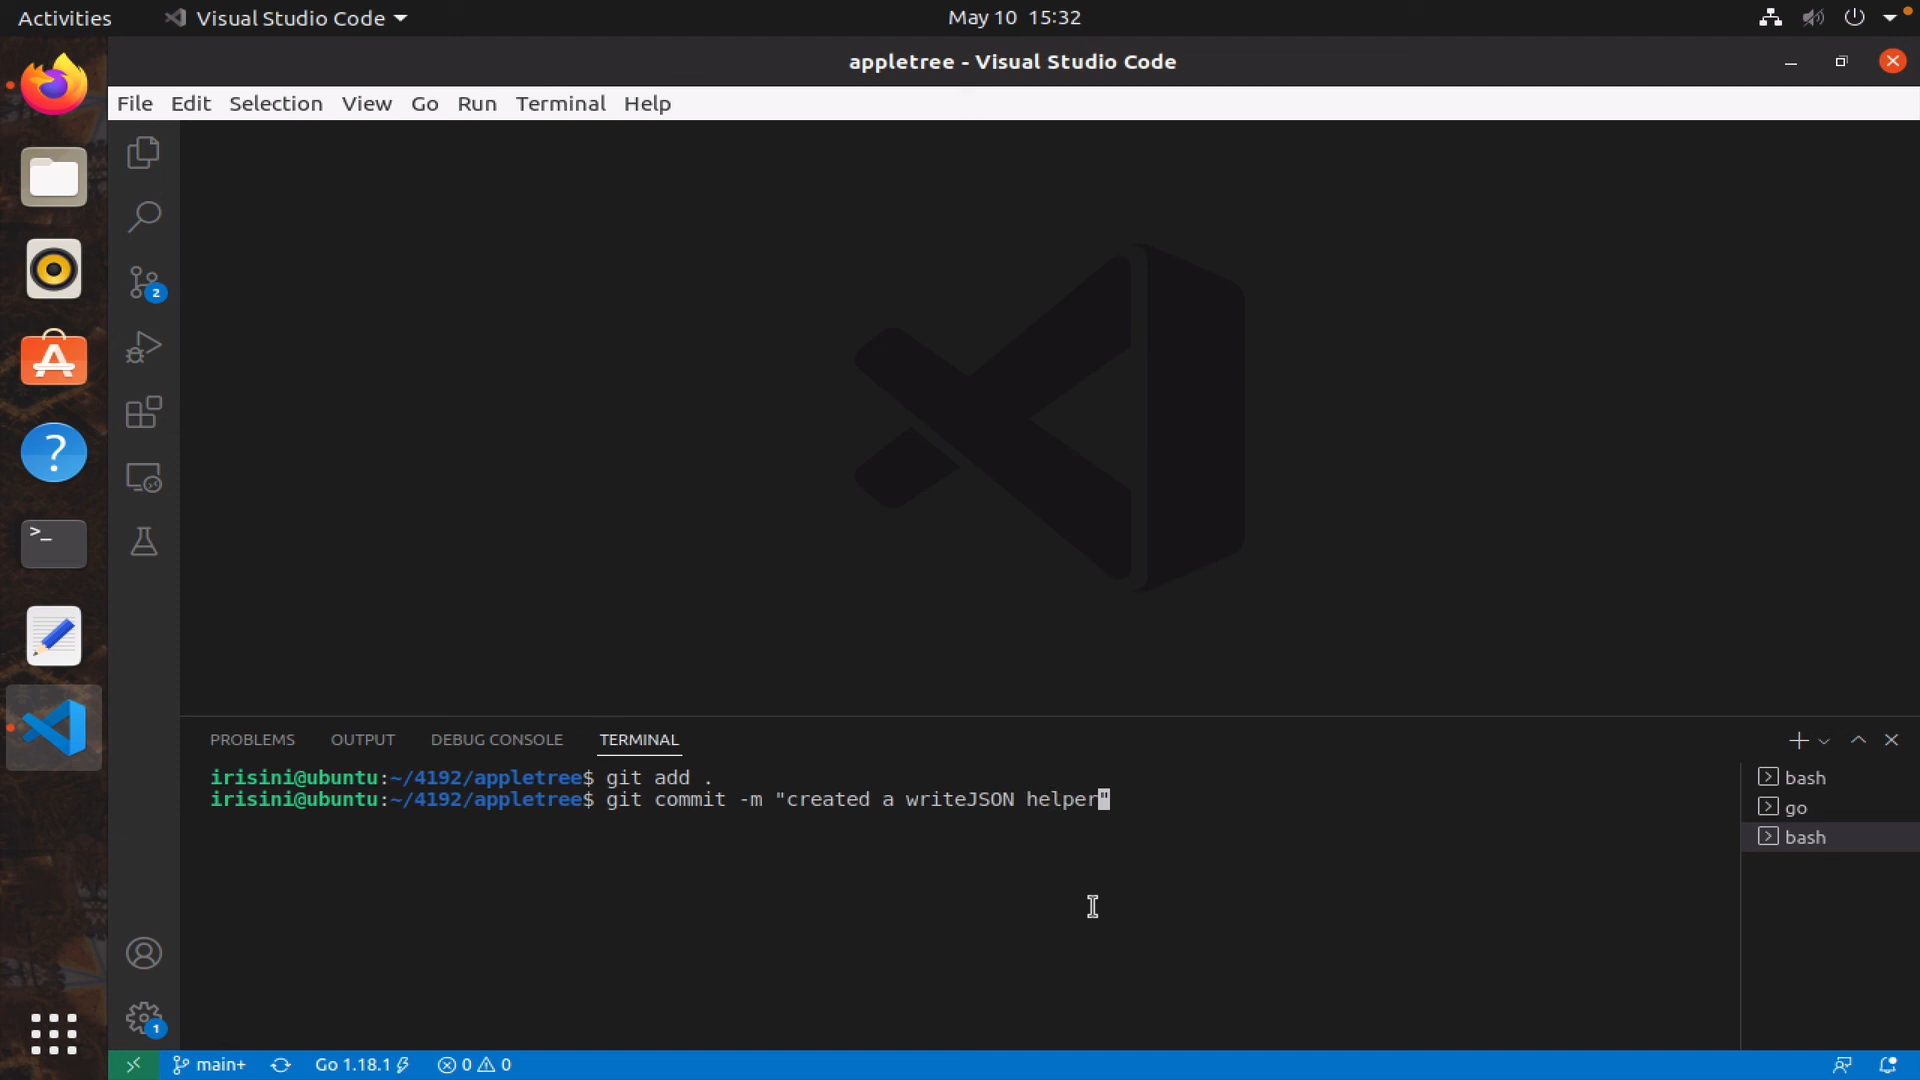 Activities
Visual Studio Code
May 10 15:32
appletree - Visual Studio Code
File Edit Selection View Go Run Terminal Help
2
PROBLEMS OUTPUT DEBUG CONSOLE TERMINAL
irisini@ubuntu:~/4192/appletree$ git add .
irisini@ubuntu:~/4192/appletree$ git commit -m "created a writeJSON helper"
bash
go
bash
1
main+ Go 1.18.1 0 0